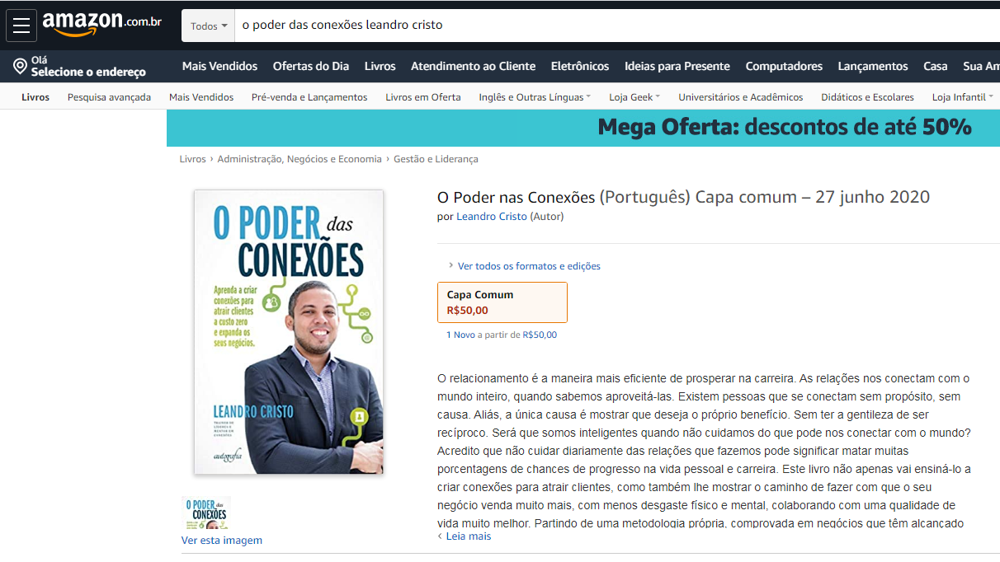 amazon.com.br
Todos
o poder das conexões leandro cristo
Olá
Selecione o endereço
Mais Vendidos Ofertas do Dia Livros Atendimento ao Cliente Eletrônicos Ideias para Presente Computadores Lançamentos Casa Sua Am
Livros Pesquisa avançada Mais Vendidos Pré-venda e Lançamentos Livros em Oferta Inglês e Outras Línguas Loja Geek Universitários e Acadêmicos Didáticos e Escolares Loja Infantil
Mega Oferta: descontos de até 50%
Livros › Administração, Negócios e Economia › Gestão e Liderança
O PODER das
CONEXÕES
Aprenda a criar
conexões para
atrair clientes
a custo zero
e expanda os
seus negócios.
LEANDRO CRISTO
autografia
O PODER das
CONEXÕES
Ver esta imagem
O Poder nas Conexões (Português) Capa comum – 27 junho 2020
por Leandro Cristo (Autor)
› Ver todos os formatos e edições
Capa Comum
R$50,00
1 Novo a partir de R$50,00
O relacionamento é a maneira mais eficiente de prosperar na carreira. As relações nos conectam com o
mundo inteiro, quando sabemos aproveitá-las. Existem pessoas que se conectam sem propósito, sem
causa. Aliás, a única causa é mostrar que deseja o próprio benefício. Sem ter a gentileza de ser
recíproco. Será que somos inteligentes quando não cuidamos do que pode nos conectar com o mundo?
Acredito que não cuidar diariamente das relações que fazemos pode significar matar muitas
porcentagens de chances de progresso na vida pessoal e carreira. Este livro não apenas vai ensiná-lo a
criar conexões para atrair clientes, como também lhe mostrar o caminho de fazer com que o seu
negócio venda muito mais, com menos desgaste físico e mental, colaborando com uma qualidade de
vida muito melhor. Partindo de uma metodologia própria, comprovada em negócios que têm alcançado
‹ Leia mais